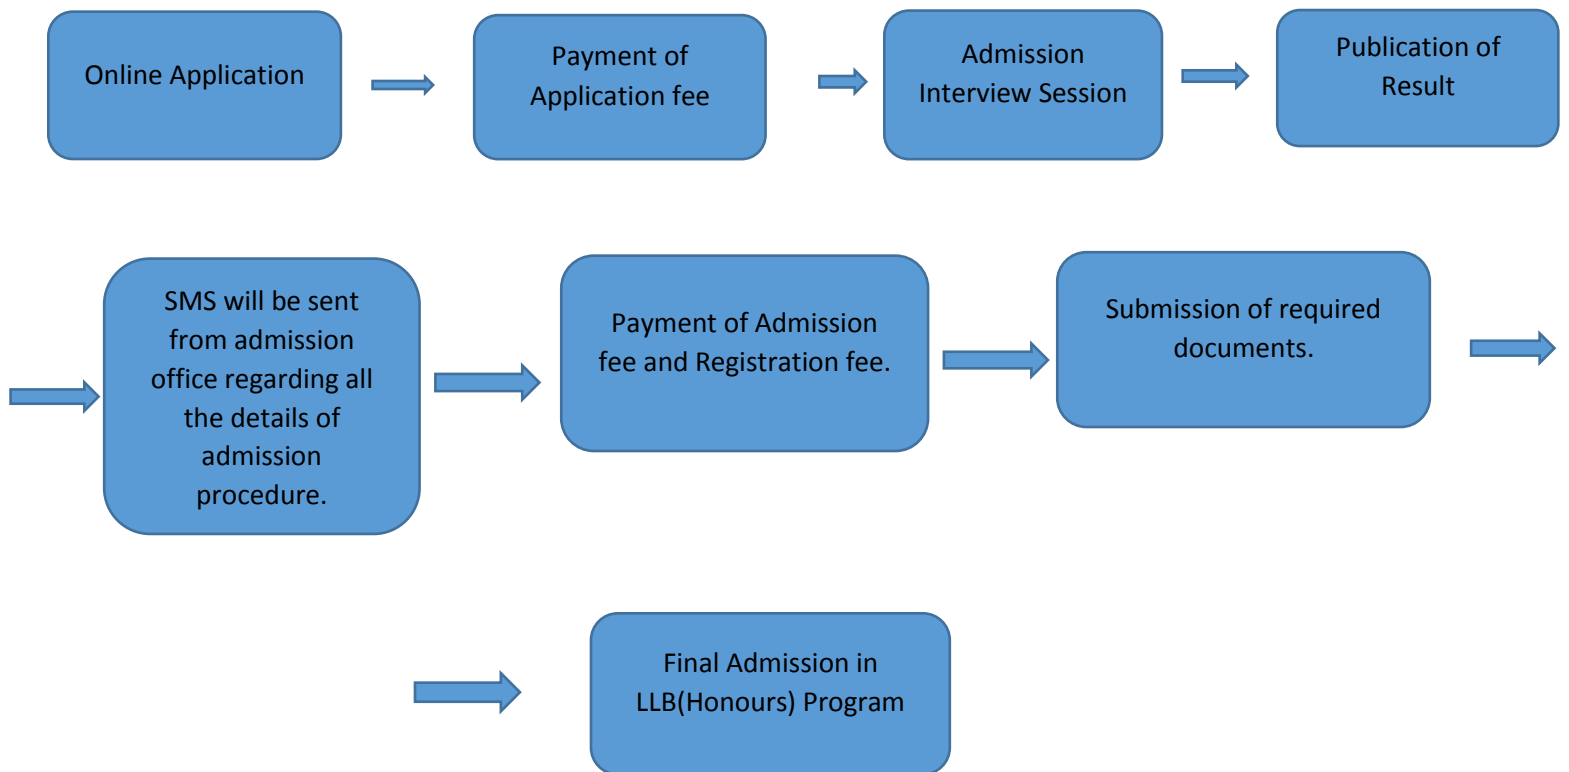 Online Application
Payment of
Application fee
Admission
Interview Session
Publication of
Result
SMS will be sent
from admission
office regarding all
the details of
admission
procedure.
Payment of Admission
fee and Registration fee.
Submission of required
documents.
Final Admission in
LLB(Honours) Program